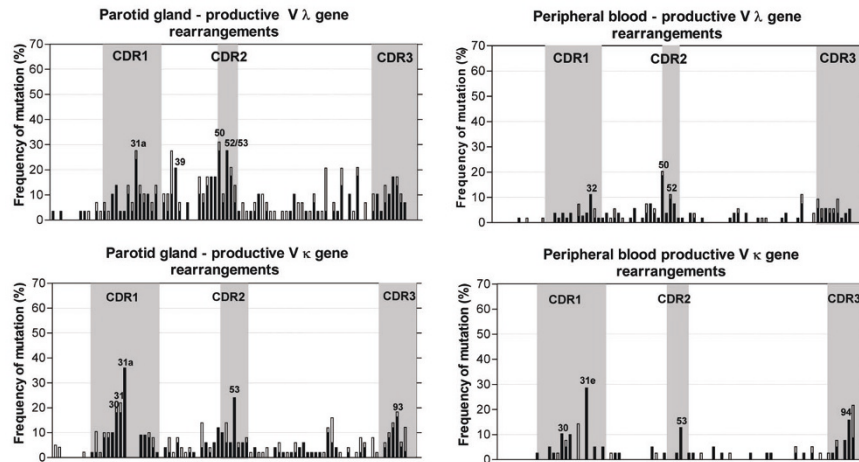 Parotid gland - productive V λ gene
rearrangements
Frequency of mutation (%)
70
60
50
40
30
20
10
0
CDR1
CDR2
CDR3
31a
39
50
52/53
Peripheral blood - productive V λ gene
rearrangements
Frequency of mutation (%)
70
60
50
40
30
20
10
0
CDR1
CDR2
CDR3
32
50
52
Parotid gland - productive V κ gene
rearrangements
Frequency of mutation (%)
70
60
50
40
30
20
10
0
CDR1
CDR2
CDR3
31a
31
30
53
93
Peripheral blood productive V κ gene
rearrangements
Frequency of mutation (%)
70
60
50
40
30
20
10
0
CDR1
CDR2
CDR3
31e
30
53
94